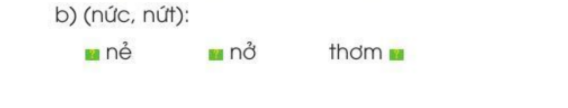 b) (nức, nứt):
? nẻ ? nở thơm ?